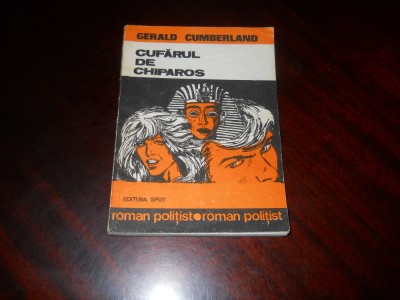 GERALD CUMBERLAND
CUFĂRUL
DE
CHIPAROS
EDITURA SPOT
roman polițist●roman polițist